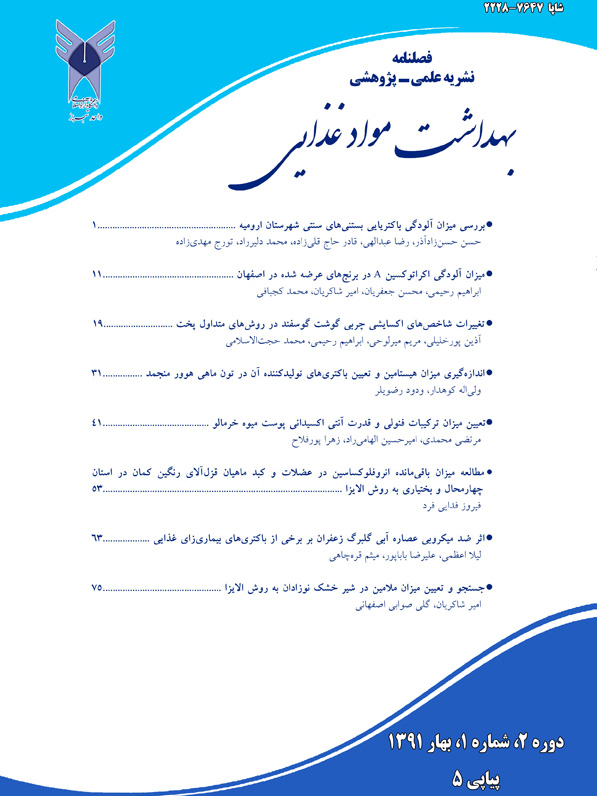 شاپا ۷۶۴۷-۲۲۲۸
فصلنامه
نشریه علمی - پژوهشی
بهداشت مواد غذایی
واحد تبریز
●بررسی میزان آلودگی باکتریایی بستنی‌های سنتی شهرستان ارومیه ........................................ ۱
حسن حسن‌زادآذر، رضا عبدالهی، قادر حاج قلی‌زاده، محمد دلیرراد، تورج مهدی‌زاده
●میزان آلودگی اکراتوکسین A در برنج‌های عرضه شده در اصفهان ........................................ ۱۱
ابراهیم رحیمی، محسن جعفریان، امیر شاکریان، محمد کجبافی
●تغییرات شاخص‌های اکسایشی چربی گوشت گوسفند در روش‌های متداول پخت ........................ ۱۹
آذین پورخلیلی، مریم میرلوحی، ابراهیم رحیمی، محمد حجت‌الاسلامی
●اندازه‌گیری میزان هیستامین و تعیین باکتری‌های تولیدکننده آن در تون ماهی هوور منجمد ............... ۳۱
ولی‌اله کوهدار، ودود رضویلر
●تعیین میزان ترکیبات فنولی و قدرت آنتی اکسیدانی پوست میوه خرمالو ................................ ۴۱
مرتضی محمدی، امیرحسین الهامی‌راد، زهرا پورفلاح
●مطالعه میزان باقی‌مانده انروفلوکساسین در عضلات و کبد ماهیان قزل‌آلای رنگین کمان در استان
چهارمحال و بختیاری به روش الایزا ........................................ ۵۳
فیروز فدایی فرد
●اثر ضد میکروبی عصاره آبی گلبرگ زعفران بر برخی از باکتری‌های بیماری‌زای غذایی .................. ۶۳
لیلا اعظمی، علیرضا باباپور، میثم قره‌چاهی
●جستجو و تعیین میزان ملامین در شیر خشک نوزادان به روش الایزا ........................................ ۷۵
امیر شاکریان، گلی صوابی اصفهانی
دوره ۲، شماره ۱، بهار ۱۳۹۱
پیاپی ۵